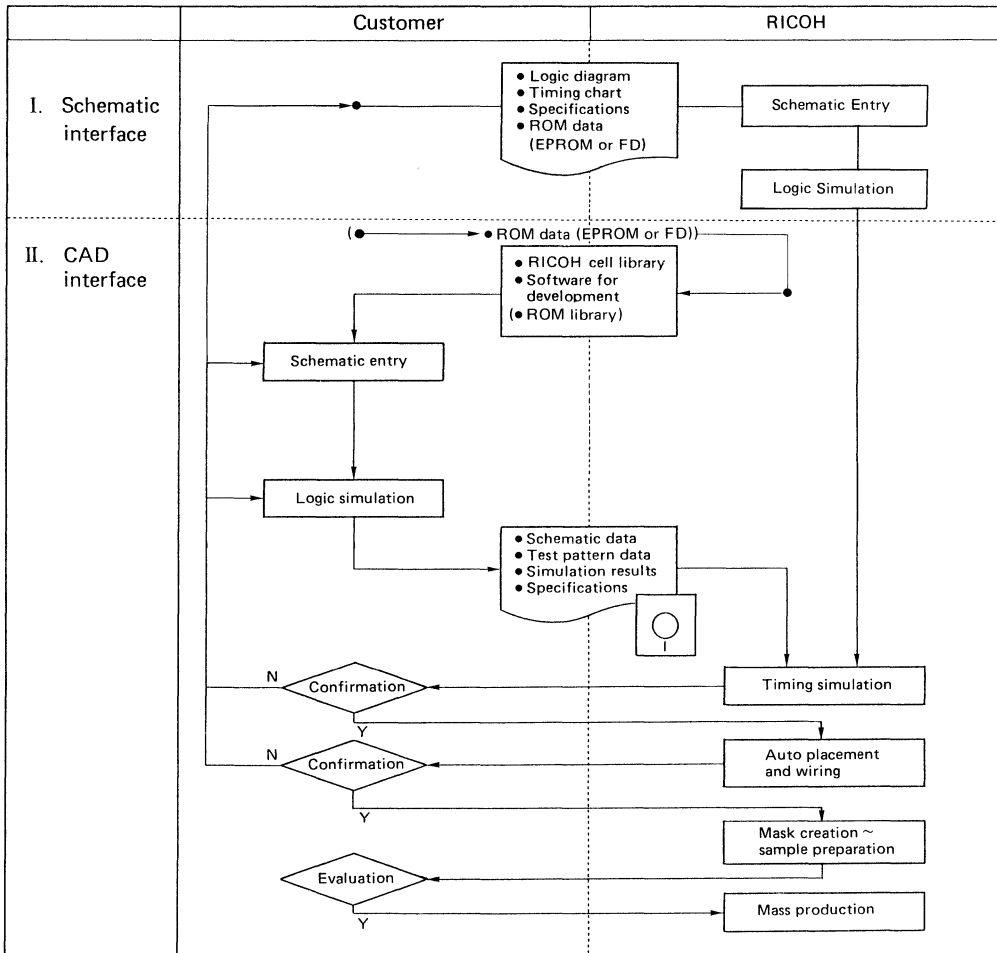 Customer
RICOH
I. Schematic
interface
● Logic diagram
● Timing chart
● Specifications
● ROM data
(EPROM or FD)
Schematic Entry
Logic Simulation
II. CAD
interface
(● ● ROM data (EPROM or FD))
● RICOH cell library
● Software for
development
(● ROM library)
Schematic entry
Logic simulation
● Schematic data
● Test pattern data
● Simulation results
● Specifications
N
Confirmation
Timing simulation
Y
N
Confirmation
Auto placement
and wiring
Y
Mask creation ~
sample preparation
Evaluation
Y
Mass production